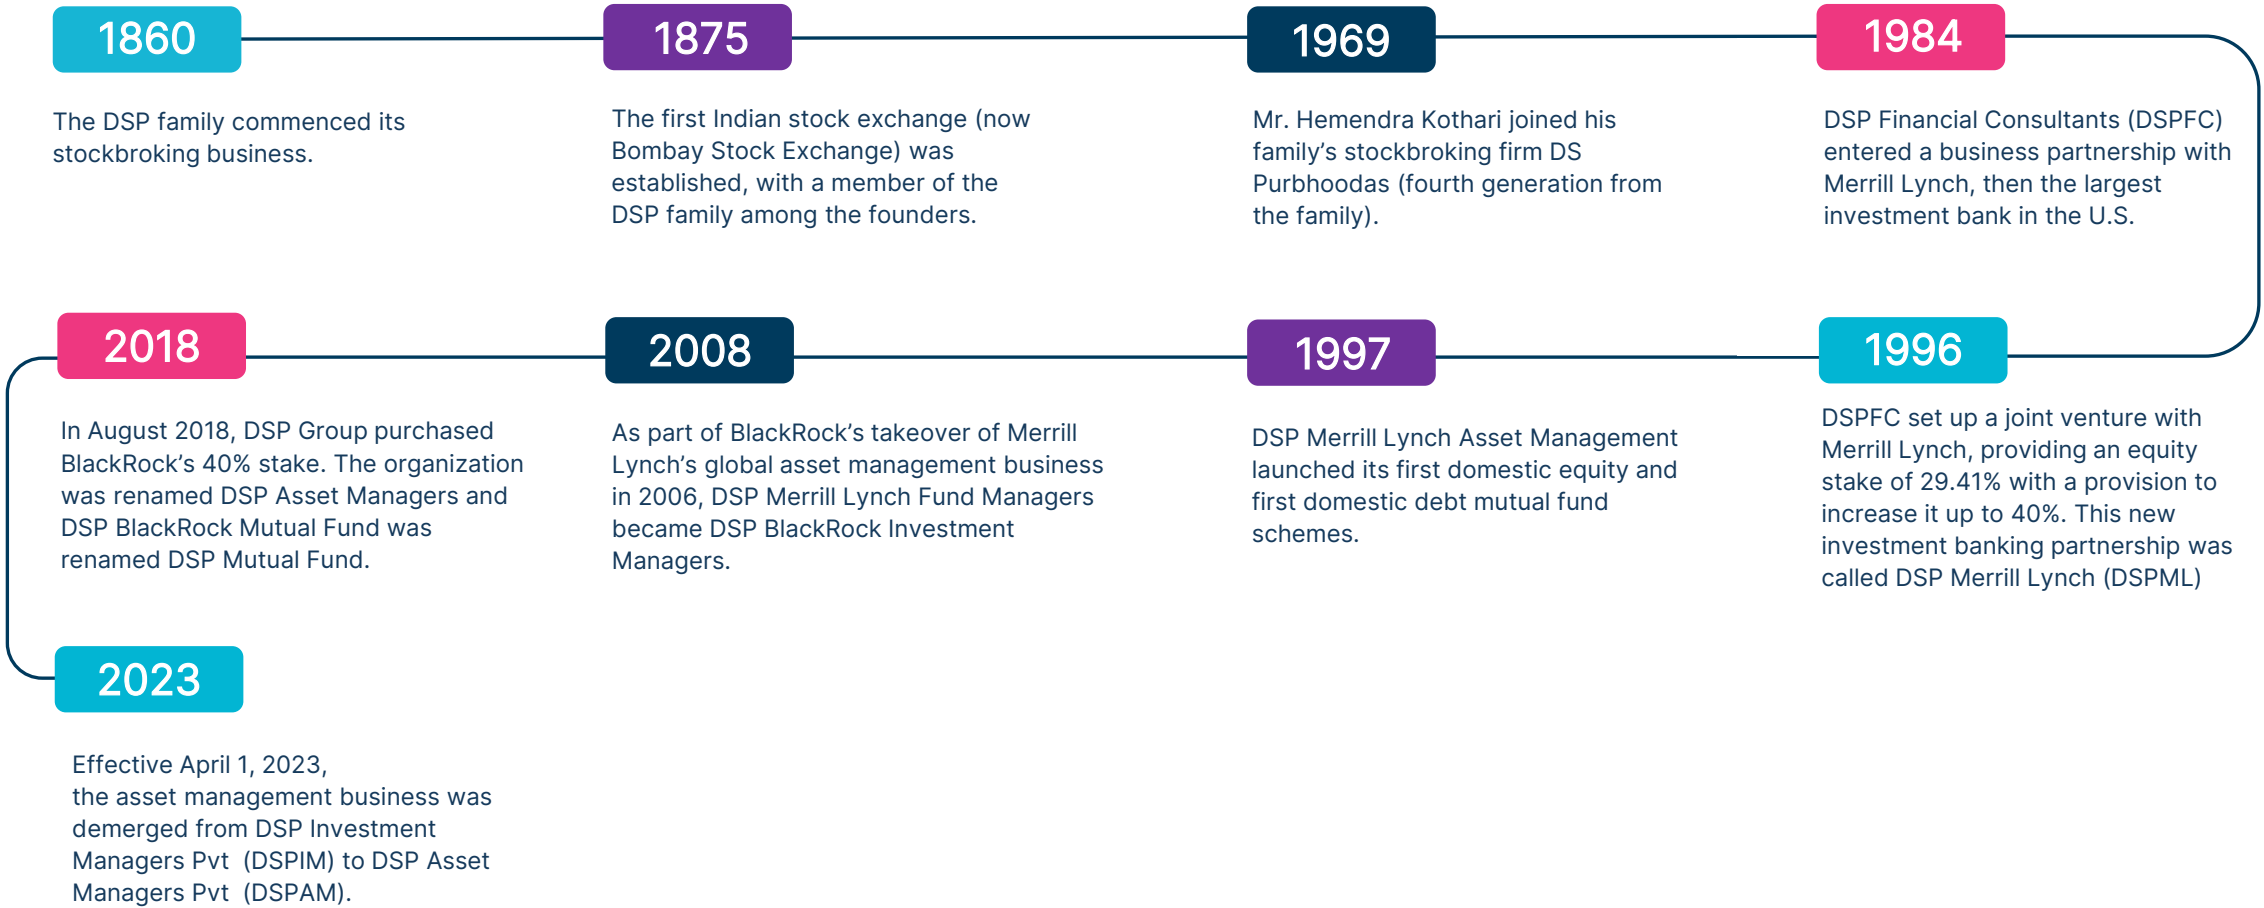 1860
The DSP family commenced its
stockbroking business.
1875
The first Indian stock exchange (now
Bombay Stock Exchange) was
established, with a member of the
DSP family among the founders.
1969
Mr. Hemendra Kothari joined his
family's stockbroking firm DS
Purbhoodas (fourth generation from
the family).
1984
DSP Financial Consultants (DSPFC)
entered a business partnership with
Merrill Lynch, then the largest
investment bank in the U.S.
1996
DSPFC set up a joint venture with
Merrill Lynch, providing an equity
stake of 29.41% with a provision to
increase it up to 40%. This new
investment banking partnership was
called DSP Merrill Lynch (DSPML)
1997
DSP Merrill Lynch Asset Management
launched its first domestic equity and
first domestic debt mutual fund
schemes.
2008
As part of BlackRock's takeover of Merrill
Lynch's global asset management business
in 2006, DSP Merrill Lynch Fund Managers
became DSP BlackRock Investment
Managers.
2018
In August 2018, DSP Group purchased
BlackRock's 40% stake. The organization
was renamed DSP Asset Managers and
DSP BlackRock Mutual Fund was
renamed DSP Mutual Fund.
2023
Effective April 1, 2023,
the asset management business was
demerged from DSP Investment
Managers Pvt  (DSPIM) to DSP Asset
Managers Pvt  (DSPAM).